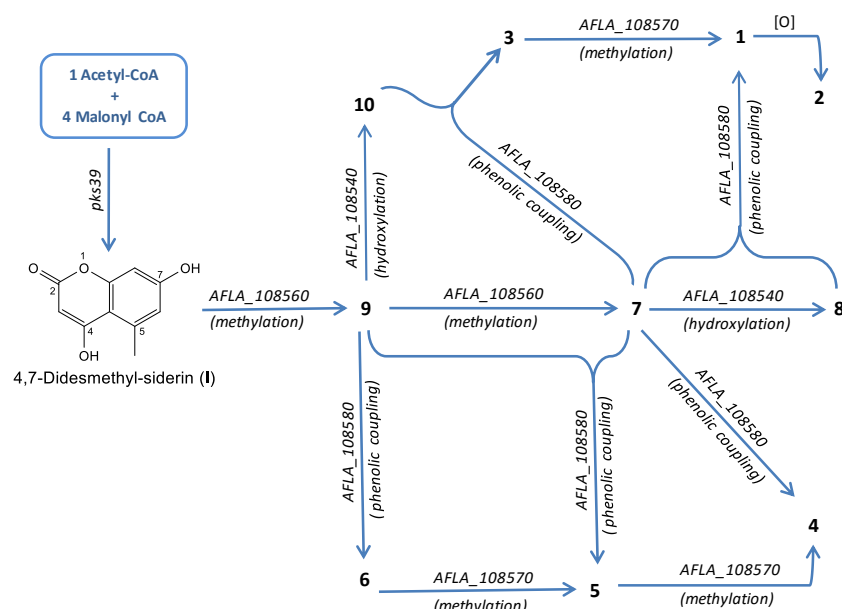 1 Acetyl-CoA
+
4 Malonyl CoA
pks39
O
O
OH
OH
1
2
4
5
7
4,7-Didesmethyl-siderin (I)
AFLA_108560
(methylation)
9
AFLA_108540
(hydroxylation)
10
3
AFLA_108570
(methylation)
1
[O]
2
AFLA_108580
(phenolic coupling)
AFLA_108580
(phenolic coupling)
AFLA_108560
(methylation)
7
AFLA_108540
(hydroxylation)
8
AFLA_108580
( phenolic coupling)
AFLA_108580
(phenolic coupling)
AFLA_108580
(phenolic coupling)
4
6
AFLA_108570
(methylation)
5
AFLA_108570
(methylation)